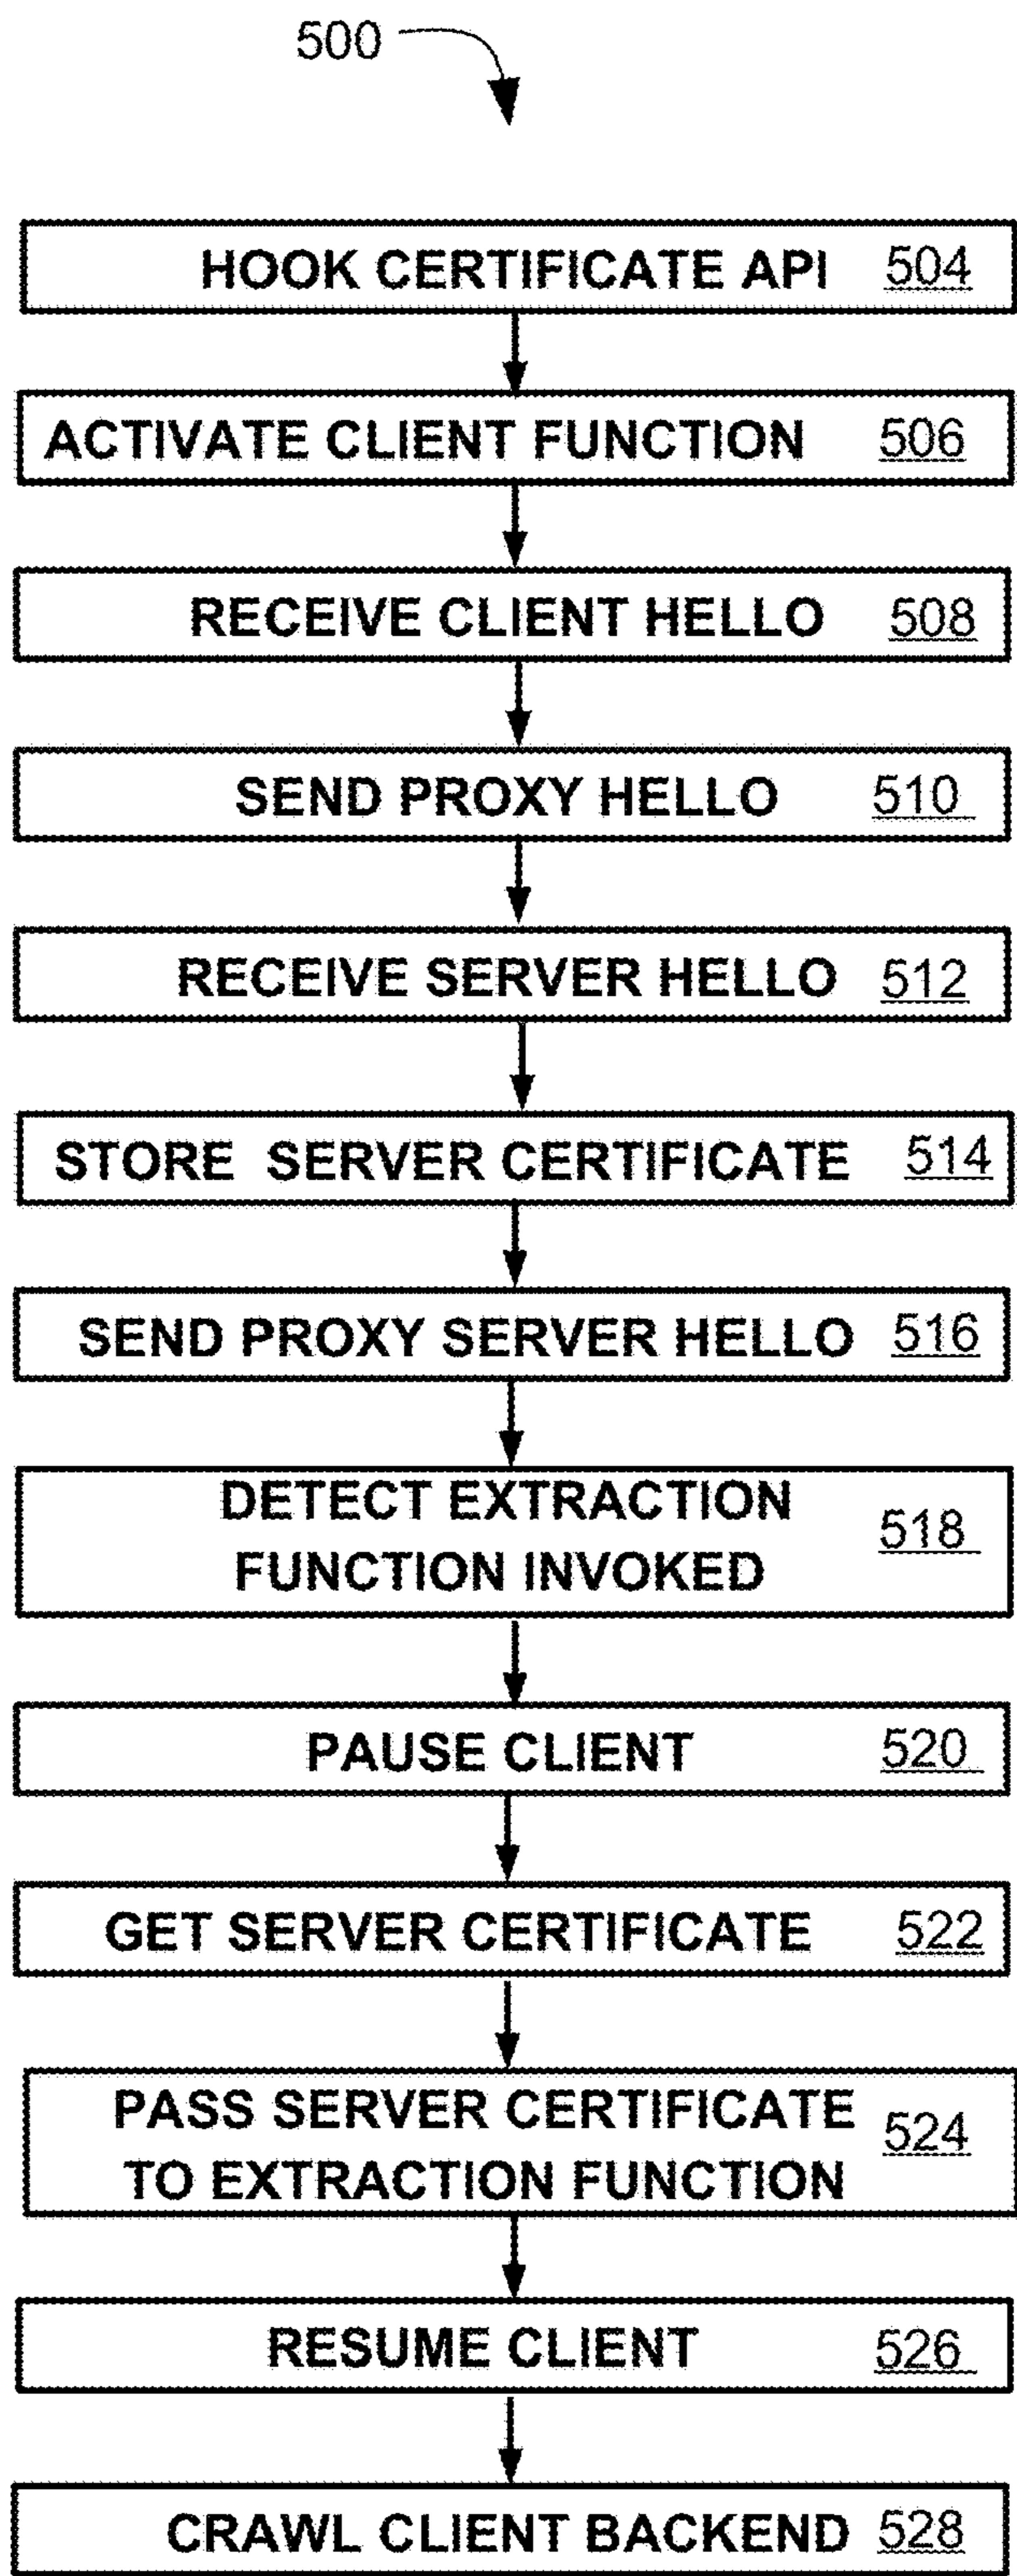 500
HOOK CERTIFICATE API 504
ACTIVATE CLIENT FUNCTION 506
RECEIVE CLIENT HELLO 508
SEND PROXY HELLO 510
RECEIVE SERVER HELLO 512
STORE SERVER CERTIFICATE 514
SEND PROXY SERVER HELLO 516
DETECT EXTRACTION
FUNCTION INVOKED 518
PAUSE CLIENT 520
GET SERVER CERTIFICATE 522
PASS SERVER CERTIFICATE
TO EXTRACTION FUNCTION 524
RESUME CLIENT 526
CRAWL CLIENT BACKEND 528